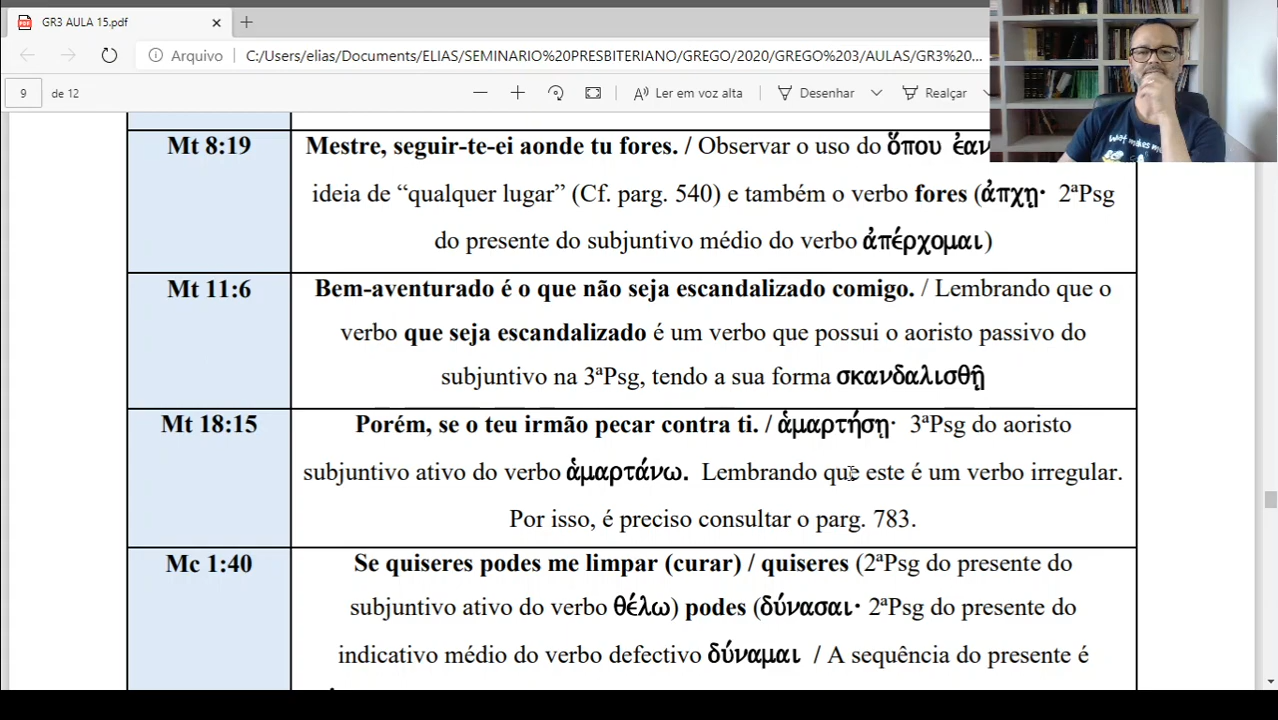 GR3 AULA 15.pdf
Arquivo
C:/Users/elias/Documents/ELIAS/SEMINARIO%20PRESBITERIANO/GREGO/2020/GREGO%203/AULAS/GR3%20...
9 de 12
Ler em voz alta
Desenhar
Realçar
Mt 8:19
Mestre, seguir-te-ei aonde tu fores. / Observar o uso do ὅπου ἐαν
ideia de “qualquer lugar” (Cf. parg. 540) e também o verbo fores (ἀπχῃ· 2ªPsg
do presente do subjuntivo médio do verbo ἀπέρχομαι)
Mt 11:6
Bem-aventurado é o que não seja escandalizado comigo. / Lembrando que o
verbo que seja escandalizado é um verbo que possui o aoristo passivo do
subjuntivo na 3ªPsg, tendo a sua forma σκανδαλισθῇ
Mt 18:15
Porém, se o teu irmão pecar contra ti. / ἁμαρτήσῃ· 3ªPsg do aoristo
subjuntivo ativo do verbo ἁμαρτάνω. Lembrando que este é um verbo irregular.
Por isso, é preciso consultar o parg. 783.
Mc 1:40
Se quiseres podes me limpar (curar) / quiseres (2ªPsg do presente do
subjuntivo ativo do verbo θέλω) podes (δύνασαι· 2ªPsg do presente do
indicativo médio do verbo defectivo δύναμαι / A sequência do presente é